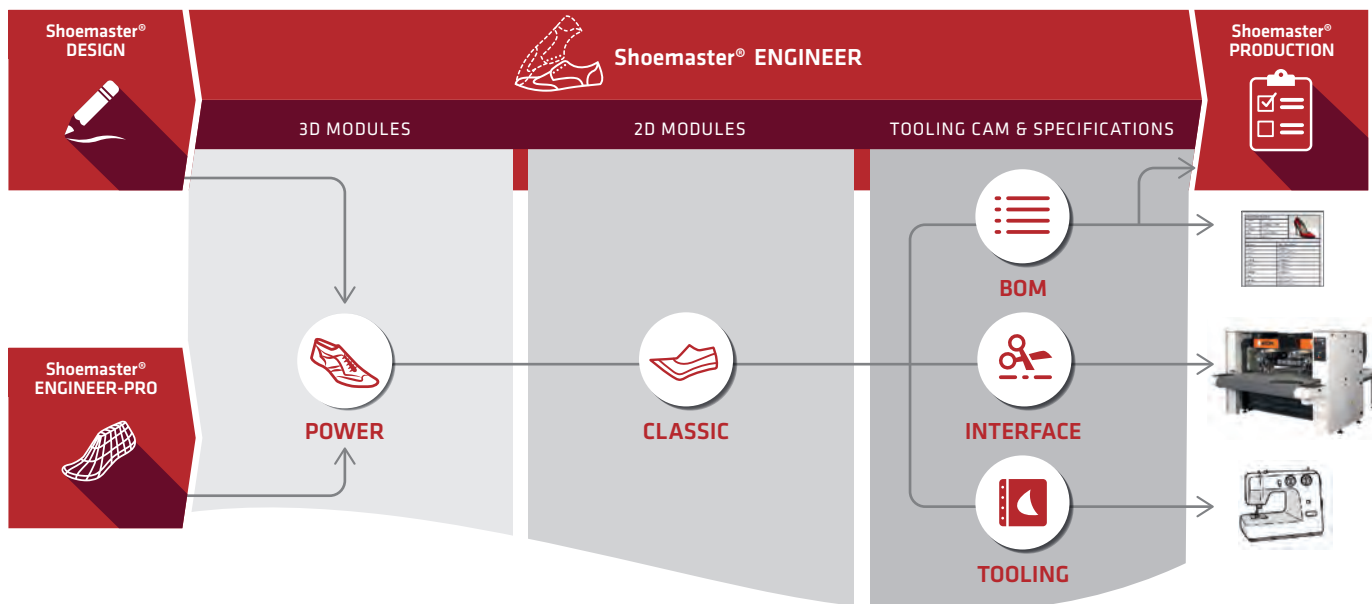 Shoemaster®
DESIGN
Shoemaster® ENGINEER
Shoemaster®
PRODUCTION
3D MODULES
2D MODULES
TOOLING CAM & SPECIFICATIONS
BOM
Shoemaster®
ENGINEER-PRO
POWER
CLASSIC
INTERFACE
TOOLING